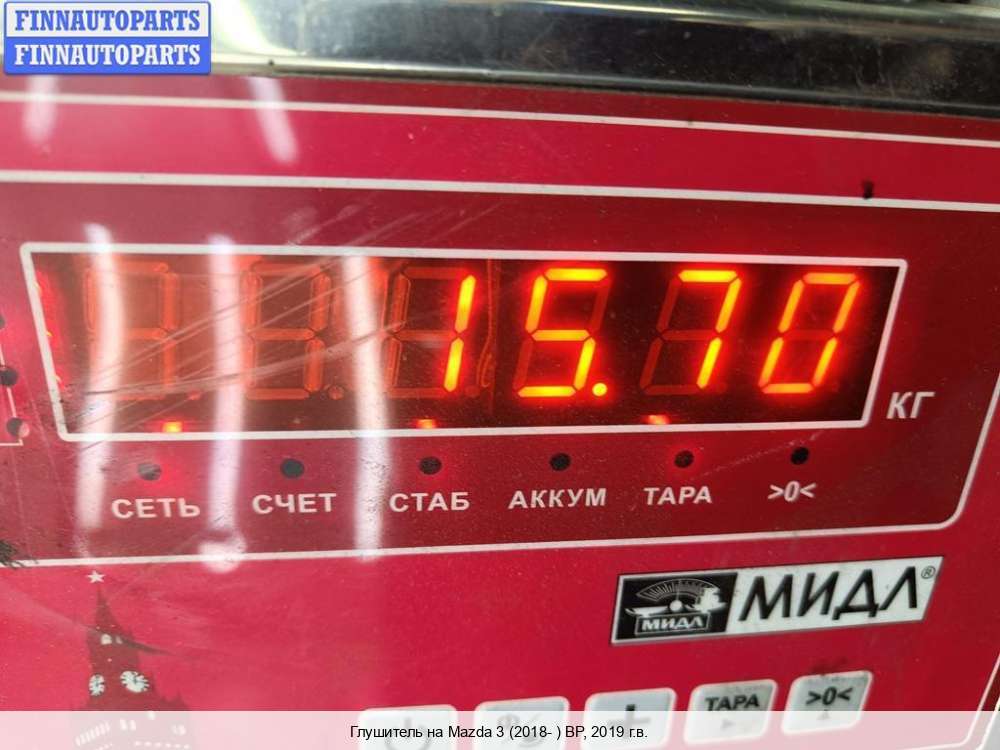 FINNAUTOPARTS
FINNAUTOPARTS
15.70
КГ
СЕТЬ СЧЕТ СТАБ АККУМ ТАРА >0<
МИДЛ МИДЛ®
ТАРА >0<
Глушитель на Mazda 3 (2018- ) BP, 2019 г.в.